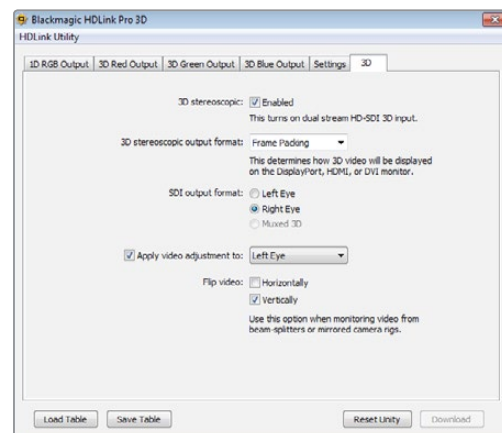 Blackmagic HDLink Pro 3D
HDLink Utility
1D RGB Output 3D Red Output 3D Green Output 3D Blue Output Settings 3D
3D stereoscopic: Enabled
This turns on dual stream HD-SDI 3D input.
3D stereoscopic output format: Frame Packing
This determines how 3D video will be displayed
on the DisplayPort, HDMI, or DVI monitor.
SDI output format: Left Eye
Right Eye
Muxed 3D
Apply video adjustment to: Left Eye
Flip video: Horizontally
Vertically
Use this option when monitoring video from
beam-splitters or mirrored camera rigs.
Load Table Save Table Reset Unity Download